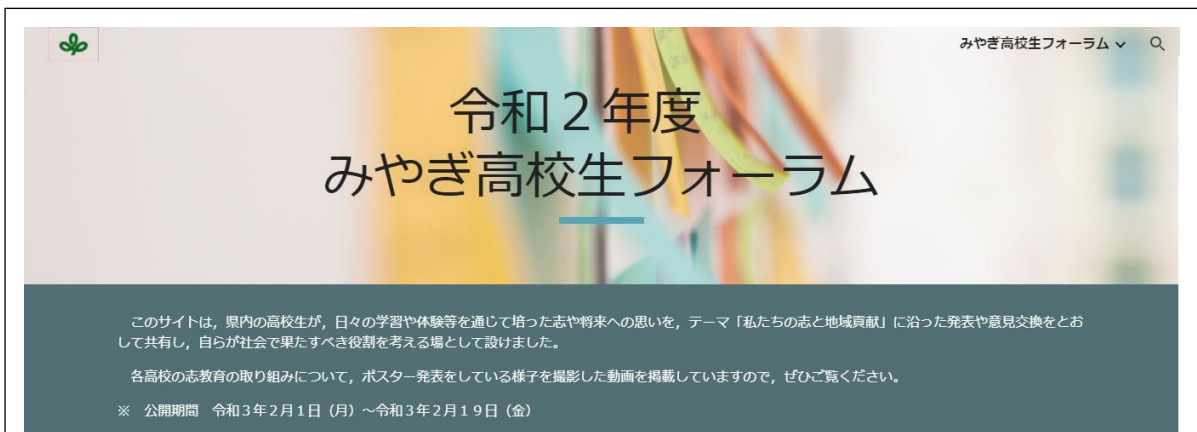 みやぎ高校生フォーラム
令和２年度
みやぎ高校生フォーラム
このサイトは，県内の高校生が，日々の学習や体験等を通じて培った志や将来への思いを，テーマ「私たちの志と地域貢献」に沿った発表や意見交換をとお
して共有し，自らが社会で果たすべき役割を考える場として設けました。
各高校の志教育の取り組みについて，ポスター発表をしている様子を撮影した動画を掲載していますので，ぜひご覧ください。
※　公開期間　令和３年２月１日（月）～令和３年２月１９日（金）